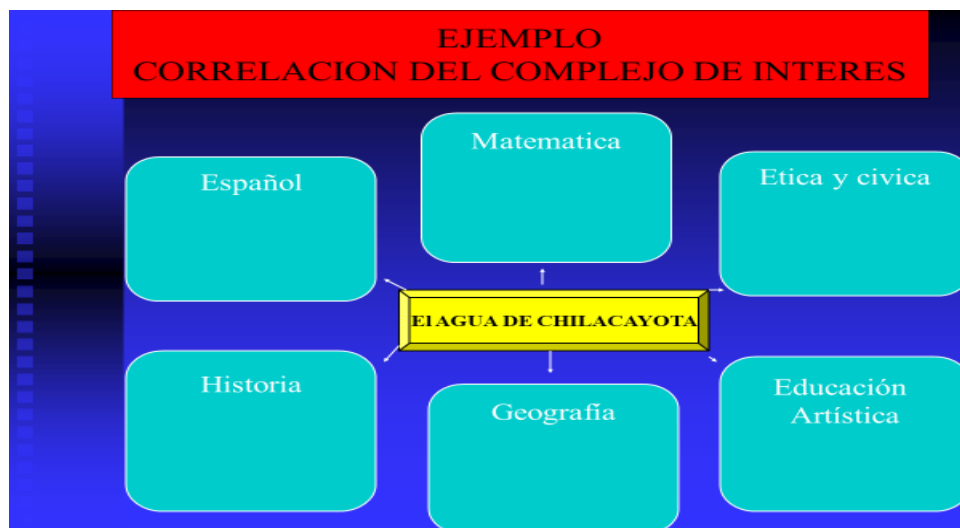 EJEMPLO
CORRELACION DEL COMPLEJO DE INTERES
Matematica
Español
Etica y civica
El AGUA DE CHILACAYOTA
Historia
Geografía
Educación
Artística